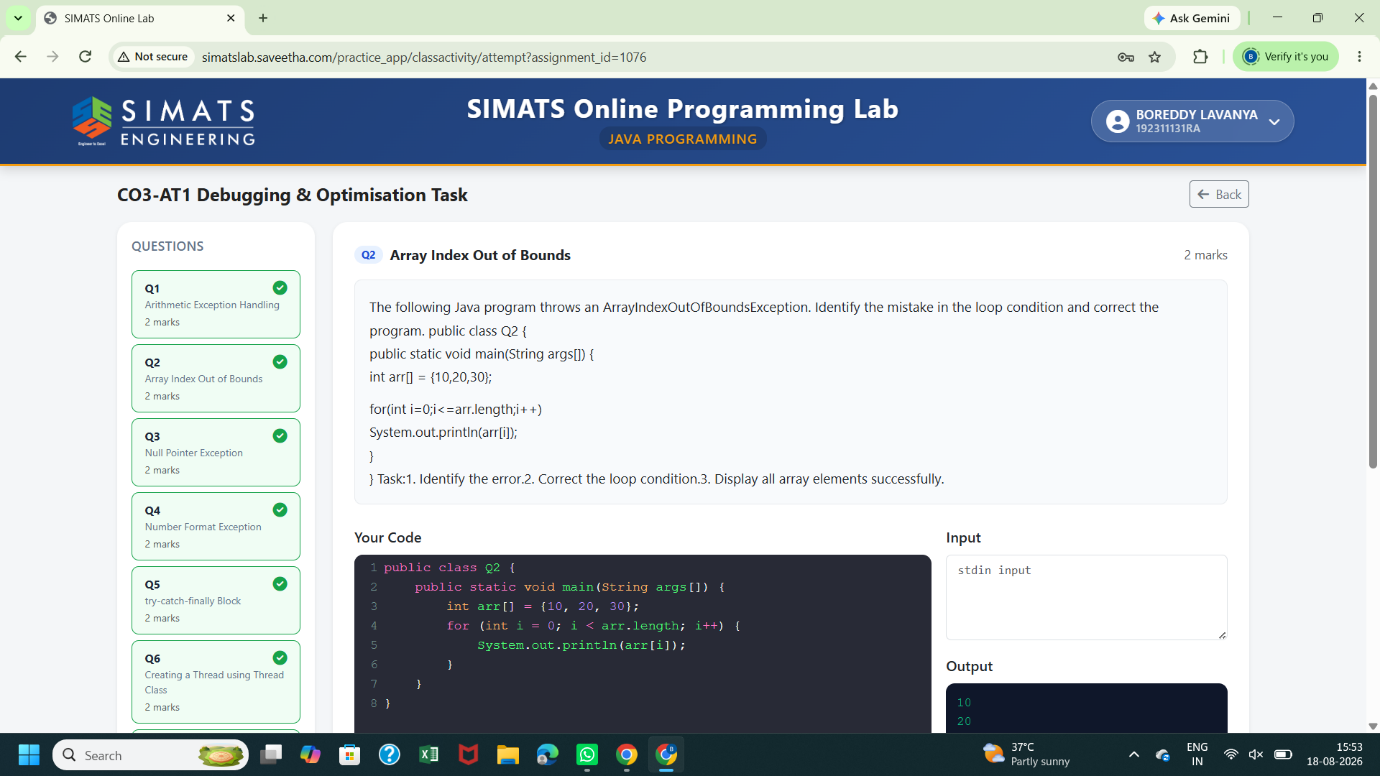 SIMATS Online Lab
Ask Gemini
Not secure
simatslab.saveetha.com/practice_app/classactivity/attempt?assignment_id=1076
B
Verify it's you
SIMATS
ENGINEERING
Engineer to Excel
SIMATS Online Programming Lab
JAVA PROGRAMMING
BOREDDY LAVANYA
192311131RA
CO3-AT1 Debugging & Optimisation Task
← Back
QUESTIONS
Q1
Arithmetic Exception Handling
2 marks
Q2
Array Index Out of Bounds
2 marks
Q3
Null Pointer Exception
2 marks
Q4
Number Format Exception
2 marks
Q5
try-catch-finally Block
2 marks
Q6
Creating a Thread using Thread
Class
2 marks
Q2 Array Index Out of Bounds
2 marks
The following Java program throws an ArrayIndexOutOfBoundsException. Identify the mistake in the loop condition and correct the
program. public class Q2 {
public static void main(String args[]) {
int arr[] = {10,20,30};
for(int i=0;i<=arr.length;i++)
System.out.println(arr[i]);
}
} Task:1. Identify the error.2. Correct the loop condition.3. Display all array elements successfully.
Your Code
1 public class Q2 {
2 public static void main(String args[]) {
3 int arr[] = {10, 20, 30};
4 for (int i = 0; i < arr.length; i++) {
5 System.out.println(arr[i]);
6 }
7 }
8 }
Input
stdin input
Output
10
20
Search
37°C
Partly sunny
ENG
IN
15:53
18-08-2026